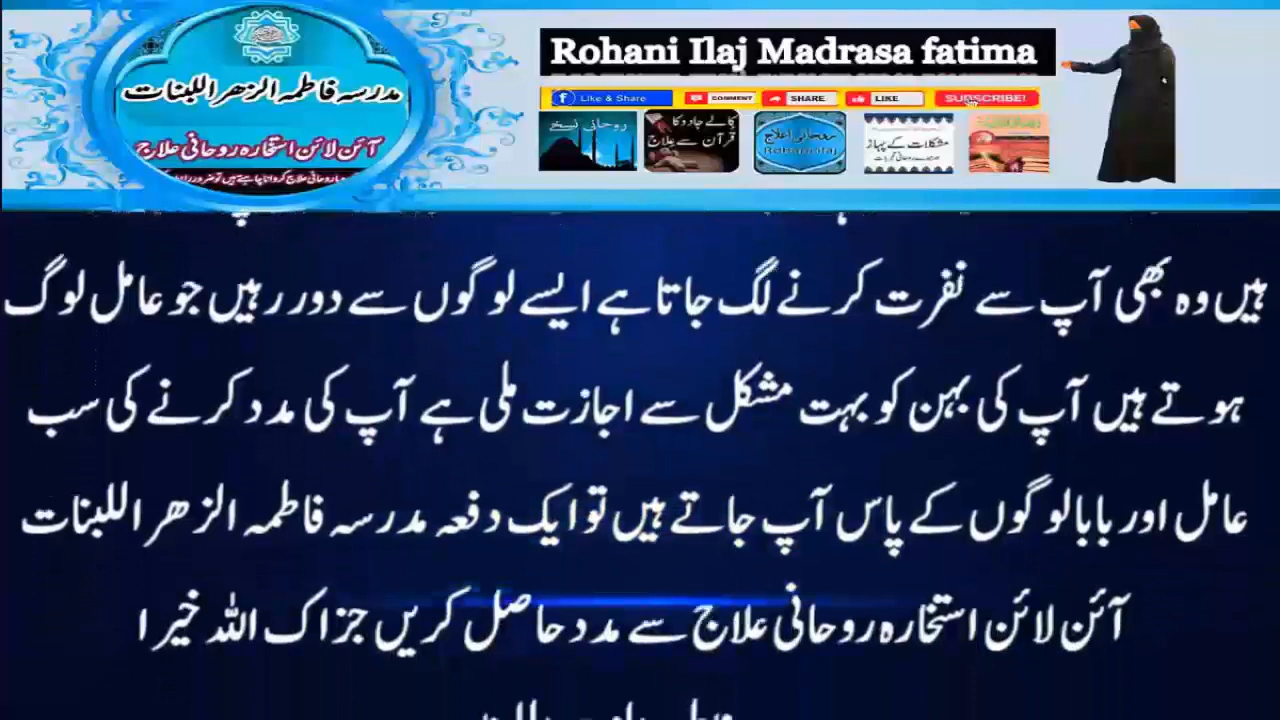 مدرسہ فاطمہ الزھرا اللبنات
آئن لائن استخارہ روحانی علاج
Rohani Ilaj Madrasa fatima
Like & Share
COMMENT
SHARE
LIKE
SUBSCRIBE!
روحانی نسخے
کالے جادو کا
قرآن سے علاج
روحانی علاج
مشکلات کے پہاڑ
ہیں وہ بھی آپ سے نفرت کرنے لگ جاتا ہے ایسے لوگوں سے دور رہیں جو عامل لوگ
ہوتے ہیں آپ کی بہن کو بہت مشکل سے اجازت ملی ہے آپ کی مدد کرنے کی سب
عامل اور بابا لوگوں کے پاس آپ جاتے ہیں تو ایک دفعہ مدرسہ فاطمہ الزھرا اللبنات
آئن لائن استخارہ روحانی علاج سے مدد حاصل کریں جزاک اللہ خیرا